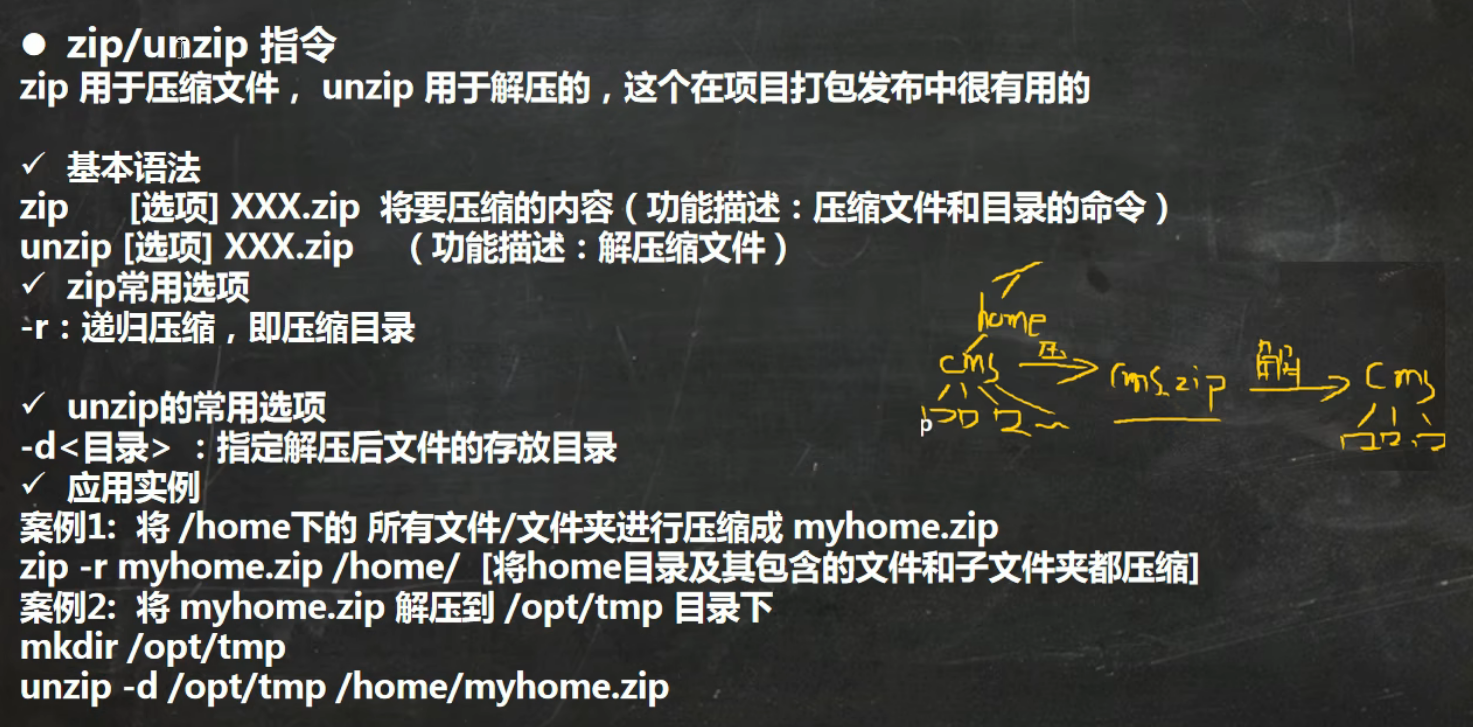 ● zip/unzip 指令
zip 用于压缩文件， unzip 用于解压的，这个在项目打包发布中很有用的
✓ 基本语法
zip [选项] XXX.zip 将要压缩的内容（功能描述：压缩文件和目录的命令）
unzip [选项] XXX.zip （功能描述：解压缩文件）
✓ zip常用选项
-r：递归压缩，即压缩目录
✓ unzip的常用选项
-d<目录> ：指定解压后文件的存放目录
✓ 应用实例
案例1: 将 /home下的 所有文件/文件夹进行压缩成 myhome.zip
zip -r myhome.zip /home/ [将home目录及其包含的文件和子文件夹都压缩]
案例2: 将 myhome.zip 解压到 /opt/tmp 目录下
mkdir /opt/tmp
unzip -d /opt/tmp /home/myhome.zip
/
home
cms 压 cms.zip 解 cms
p